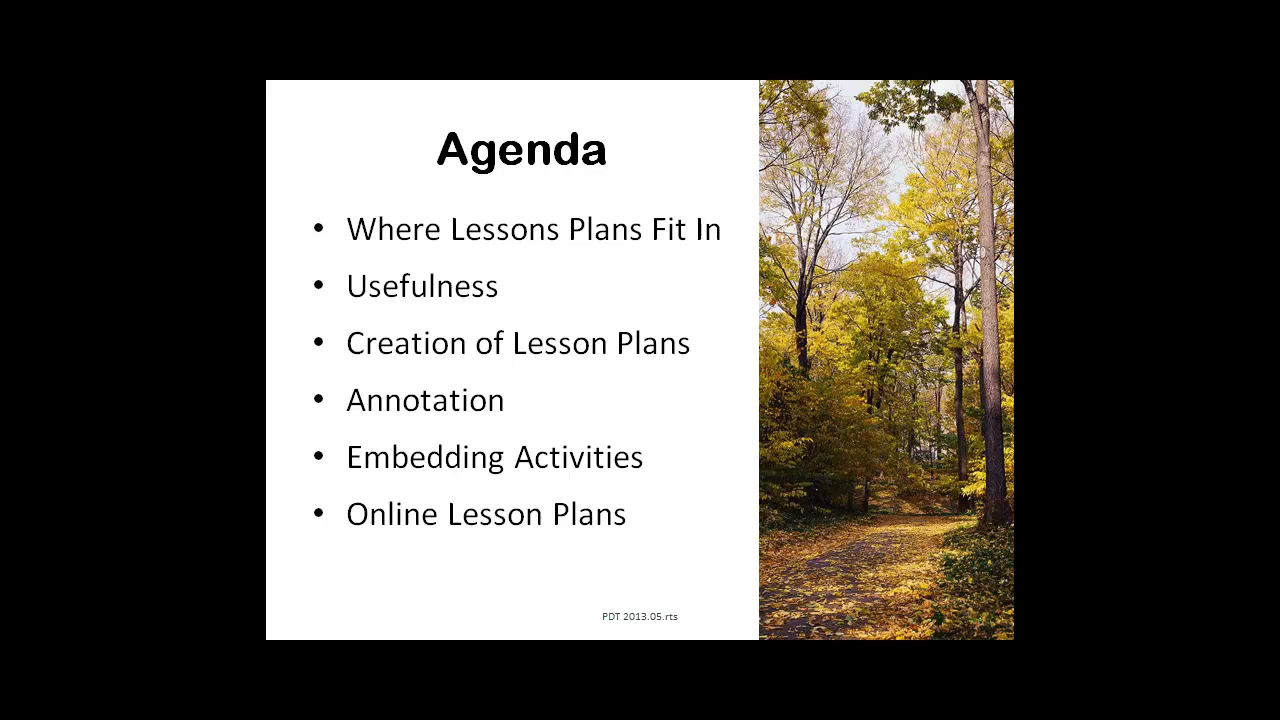 Agenda
• Where Lessons Plans Fit In
• Usefulness
• Creation of Lesson Plans
• Annotation
• Embedding Activities
• Online Lesson Plans
PDT 2013.05.rts